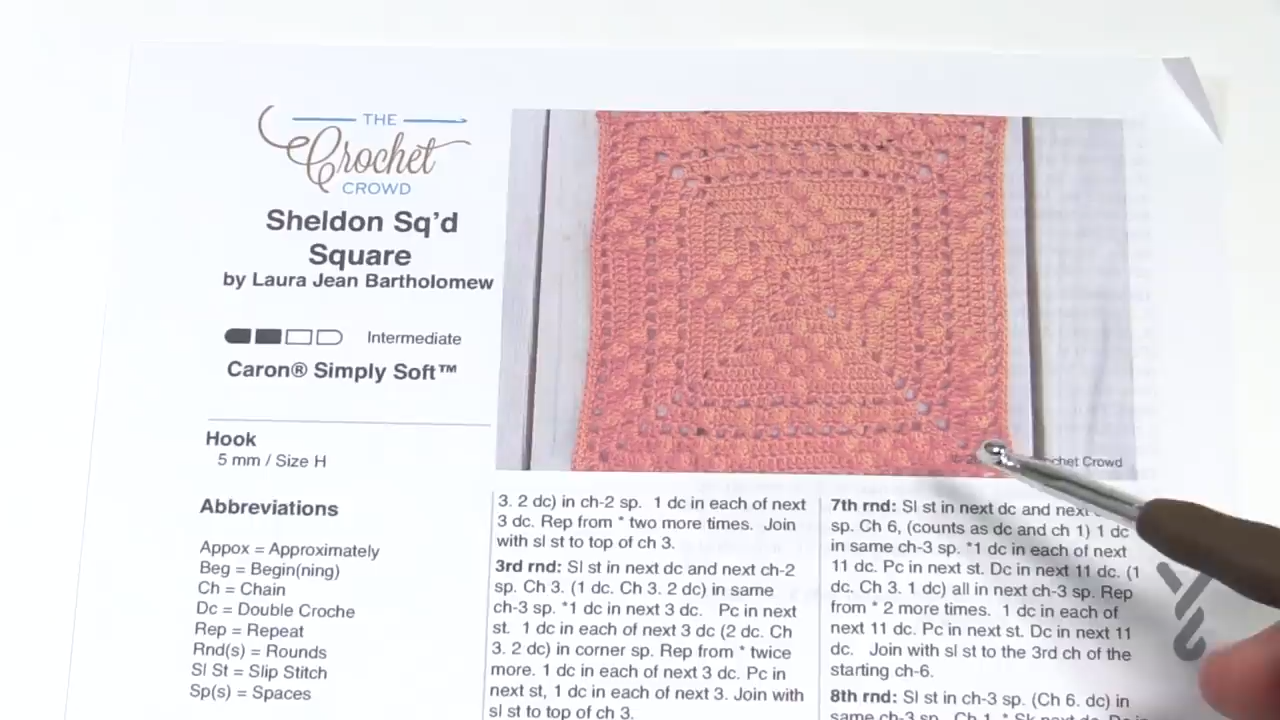 THE
Crochet
CROWD
Sheldon Sq'd
Square
by Laura Jean Bartholomew
Intermediate
Caron® Simply Soft™
Hook
5 mm / Size H
Abbreviations
Appox = Approximately
Beg = Begin(ning)
Ch = Chain
Dc = Double Croche
Rep = Repeat
Rnd(s) = Rounds
Sl St = Slip Stitch
Sp(s) = Spaces
Crowd
3. 2 dc) in ch-2 sp. 1 dc in each of next
3 dc. Rep from * two more times. Join
with sl st to top of ch 3.
3rd rnd: Sl st in next dc and next ch-2
sp. Ch 3. (1 dc. Ch 3. 2 dc) in same
ch-3 sp. *1 dc in next 3 dc. Pc in next
st. 1 dc in each of next 3 dc (2 dc. Ch
3. 2 dc) in corner sp. Rep from * twice
more. 1 dc in each of next 3 dc. Pc in
next st, 1 dc in each of next 3. Join with
sl st to top of ch 3.
7th rnd: Sl st in next dc and next
sp. Ch 6, (counts as dc and ch 1) 1 dc
in same ch-3 sp. *1 dc in each of next
11 dc. Pc in next st. Dc in next 11 dc. (1
dc. Ch 3. 1 dc) all in next ch-3 sp. Rep
from * 2 more times. 1 dc in each of
next 11 dc. Pc in next st. Dc in next 11
dc. Join with sl st to the 3rd ch of the
starting ch-6.
8th rnd: Sl st in ch-3 sp. (Ch 6. dc) in
same ch-3 sp. Ch 1. * Sk next dc. Dc